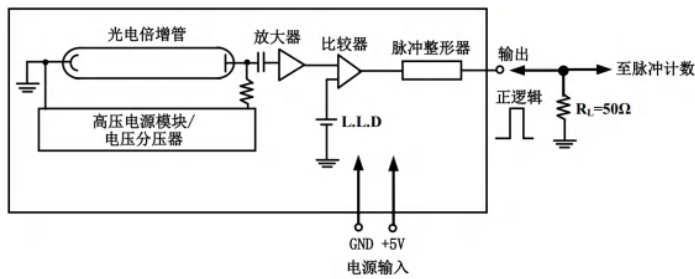 光电倍增管
放大器
比较器
脉冲整形器
输出
至脉冲计数
高压电源模块/
电压分压器
L.L.D
正逻辑
R_L=50Ω
GND +5V
电源输入